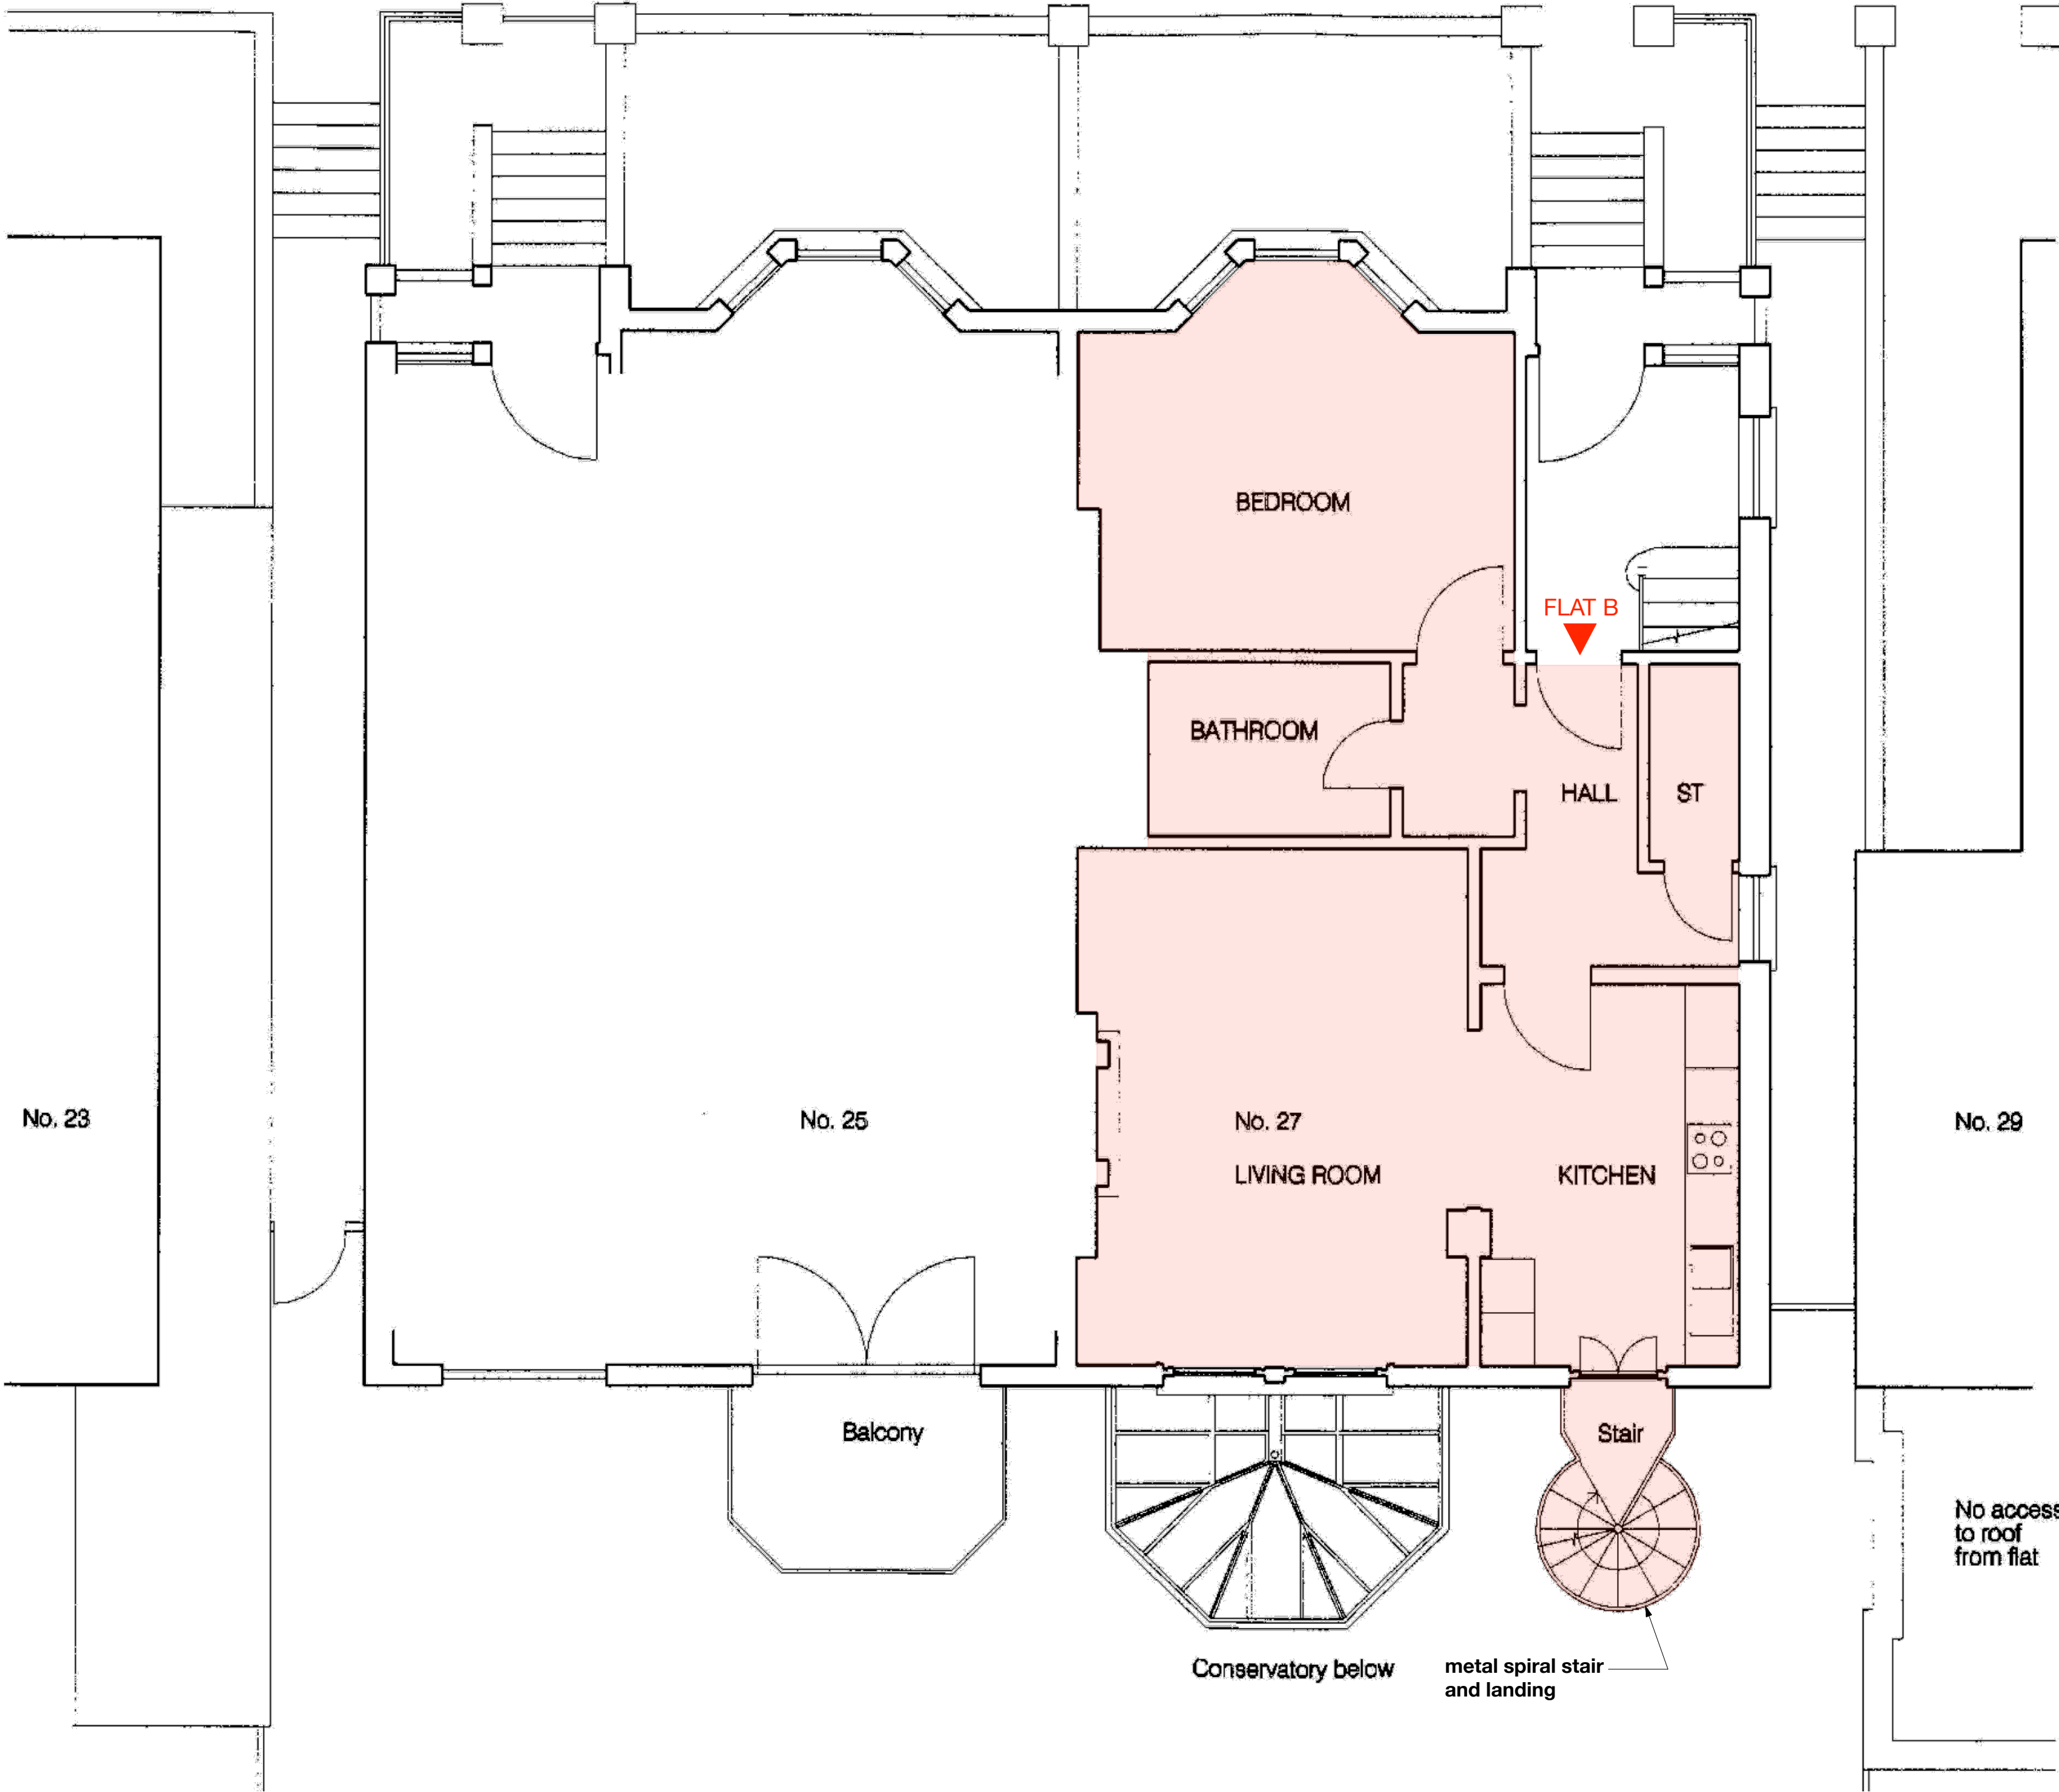 BEDROOM
FLAT B
BATHROOM
HALL
ST
No. 23
No. 25
No. 27
No. 29
LIVING ROOM
KITCHEN
Balcony
Stair
No access
to roof
from flat
Conservatory below
metal spiral stair
and landing